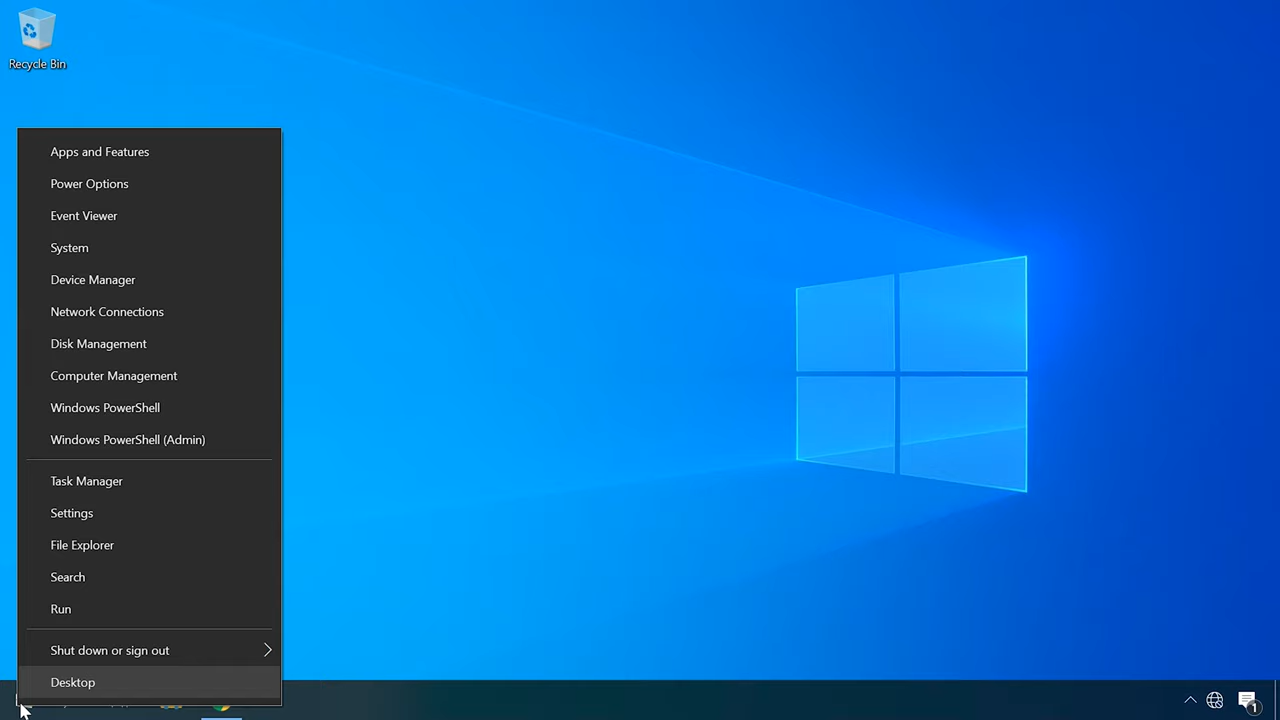 Recycle Bin
Apps and Features
Power Options
Event Viewer
System
Device Manager
Network Connections
Disk Management
Computer Management
Windows PowerShell
Windows PowerShell (Admin)
Task Manager
Settings
File Explorer
Search
Run
Shut down or sign out
Desktop
1